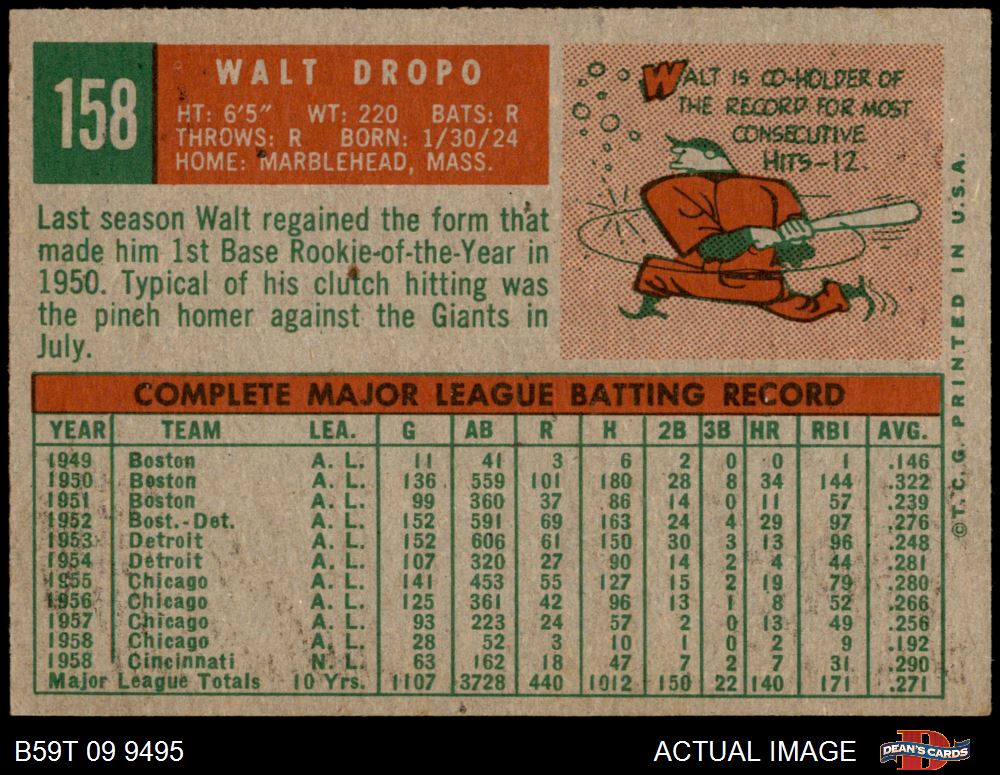 158
WALT DROPO
HT: 6'5" WT: 220 BATS: R
THROWS: R BORN: 1/30/24
HOME: MARBLEHEAD, MASS.
WALT IS CO-HOLDER OF
THE RECORD FOR MOST
CONSECUTIVE
HITS-12.
Last season Walt regained the form that
made him 1st Base Rookie-of-the-Year in
1950. Typical of his clutch hitting was
the pinch homer against the Giants in
July.
COMPLETE MAJOR LEAGUE BATTING RECORD
YEAR TEAM LEA. G AB R H 2B 3B HR RBI AVG.
1949 Boston A. L. 11 41 3 6 2 0 0 1 .146
1950 Boston A. L. 136 559 101 180 28 8 34 144 .322
1951 Boston A. L. 99 360 37 86 14 0 11 57 .239
1952 Bost.-Det. A. L. 152 591 69 163 24 4 29 97 .276
1953 Detroit A. L. 152 606 61 150 30 3 13 96 .248
1954 Detroit A. L. 107 320 27 90 14 2 4 44 .281
1955 Chicago A. L. 141 453 55 127 15 2 19 79 .280
1956 Chicago A. L. 125 361 42 96 13 1 8 52 .266
1957 Chicago A. L. 93 223 24 57 2 0 13 49 .256
1958 Chicago A. L. 28 52 3 10 1 0 2 9 .192
1958 Cincinnati N. L. 63 162 18 47 7 2 7 31 .290
Major League Totals 10 Yrs. 1107 3728 440 1012 150 22 140 171 .271
©T. C. G. PRINTED IN U.S.A.
B59T 09 9495
ACTUAL IMAGE
DEAN'S CARDS